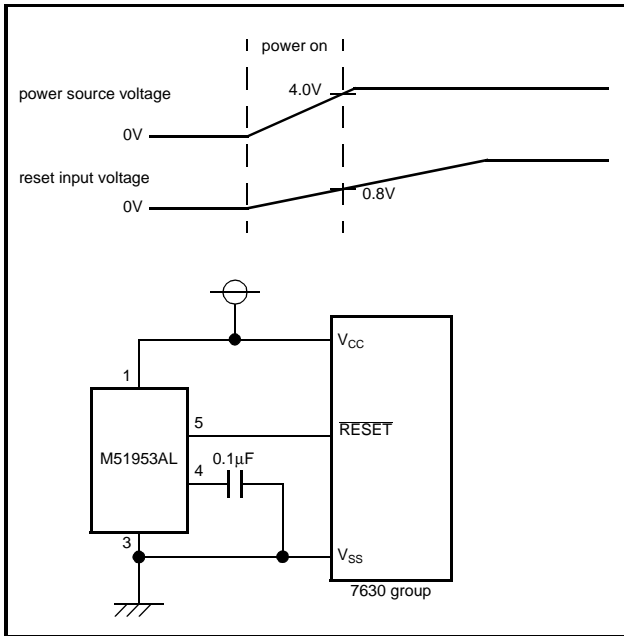 power on
power source voltage
4.0V
0V
reset input voltage
0V
0.8V
1
VCC
5
RESET
M51953AL
4
0.1µF
3
VSS
7630 group